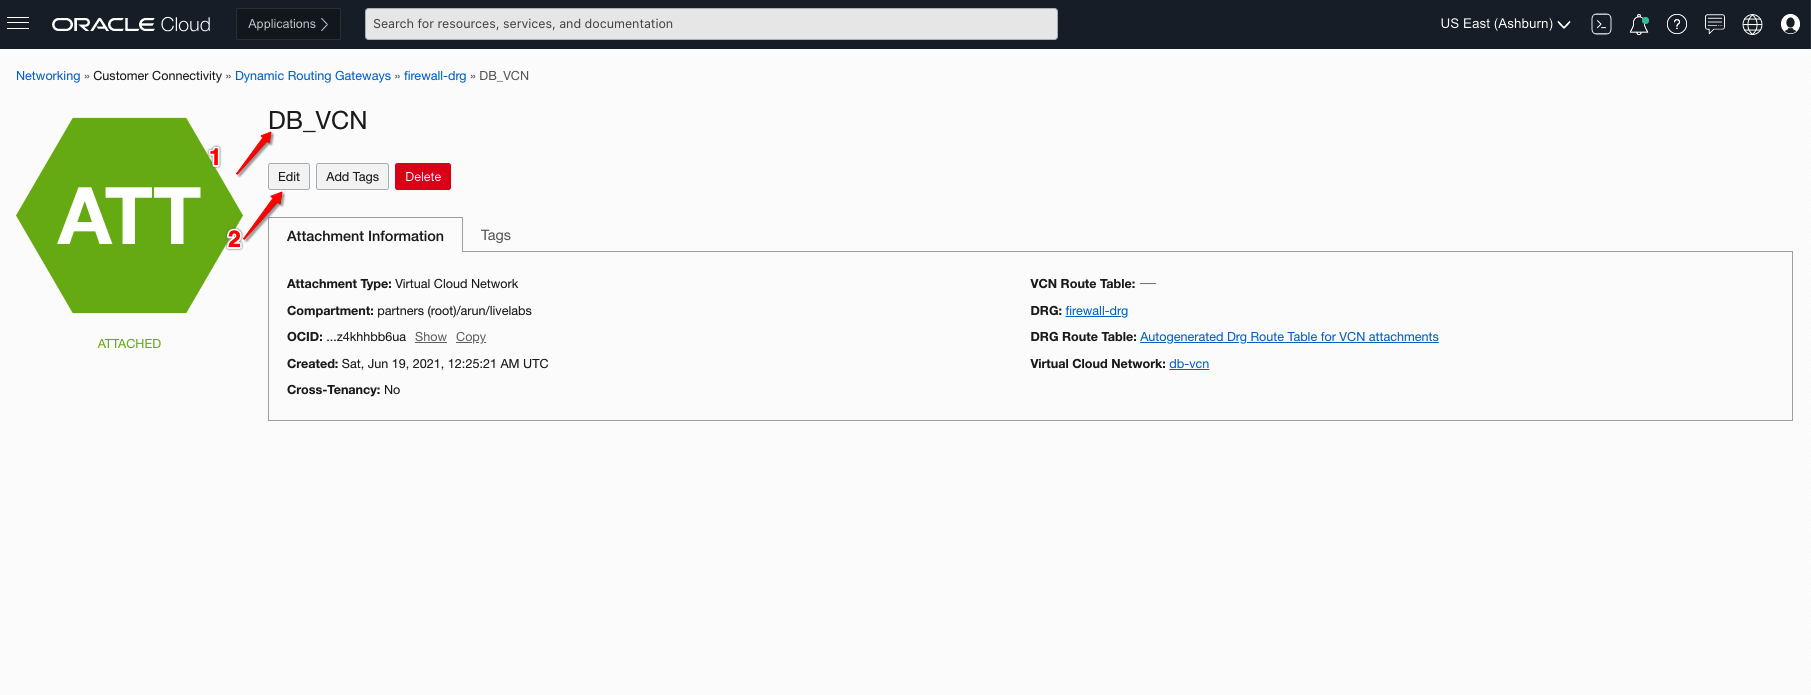 ORACLE Cloud
Applications
Search for resources, services, and documentation
US East (Ashburn)
Networking » Customer Connectivity » Dynamic Routing Gateways » firewall-drg » DB_VCN
ATT
ATTACHED
DB_VCN
1
Edit
Add Tags
Delete
2
Attachment Information
Tags
Attachment Type: Virtual Cloud Network
Compartment: partners (root)/arun/livelabs
OCID: ...z4khhbb6ua Show Copy
Created: Sat, Jun 19, 2021, 12:25:21 AM UTC
Cross-Tenancy: No
VCN Route Table: —
DRG: firewall-drg
DRG Route Table: Autogenerated Drg Route Table for VCN attachments
Virtual Cloud Network: db-vcn